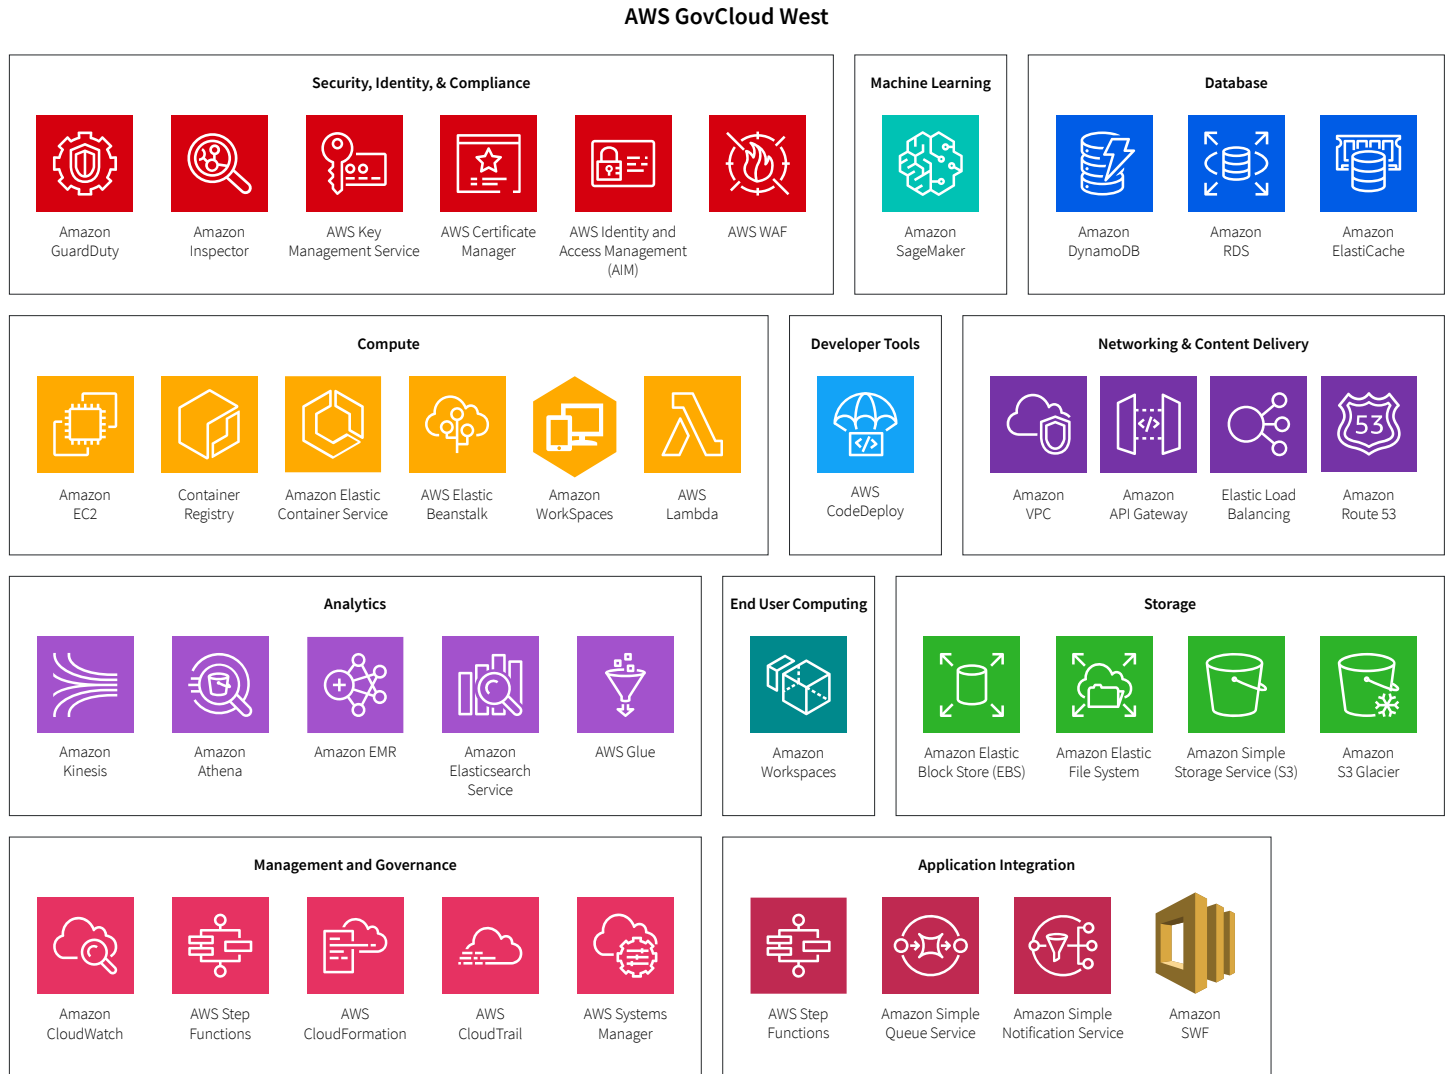 AWS GovCloud West
Security, Identity, & Compliance
Amazon
GuardDuty
Amazon
Inspector
AWS Key
Management Service
AWS Certificate
Manager
AWS Identity and
Access Management
(AIM)
AWS WAF
Machine Learning
Amazon
SageMaker
Database
Amazon
DynamoDB
Amazon
RDS
Amazon
ElastiCache
Compute
Amazon
EC2
Container
Registry
Amazon Elastic
Container Service
AWS Elastic
Beanstalk
Amazon
WorkSpaces
AWS
Lambda
Developer Tools
</>
AWS
CodeDeploy
Networking & Content Delivery
Amazon
VPC
</>
Amazon
API Gateway
Elastic Load
Balancing
53
Amazon
Route 53
Analytics
Amazon
Kinesis
Amazon
Athena
Amazon EMR
Amazon
Elasticsearch
Service
AWS Glue
End User Computing
Amazon
Workspaces
Storage
Amazon Elastic
Block Store (EBS)
Amazon Elastic
File System
Amazon Simple
Storage Service (S3)
Amazon
S3 Glacier
Management and Governance
Amazon
CloudWatch
AWS Step
Functions
AWS
CloudFormation
AWS
CloudTrail
AWS Systems
Manager
Application Integration
AWS Step
Functions
Amazon Simple
Queue Service
Amazon Simple
Notification Service
Amazon
SWF